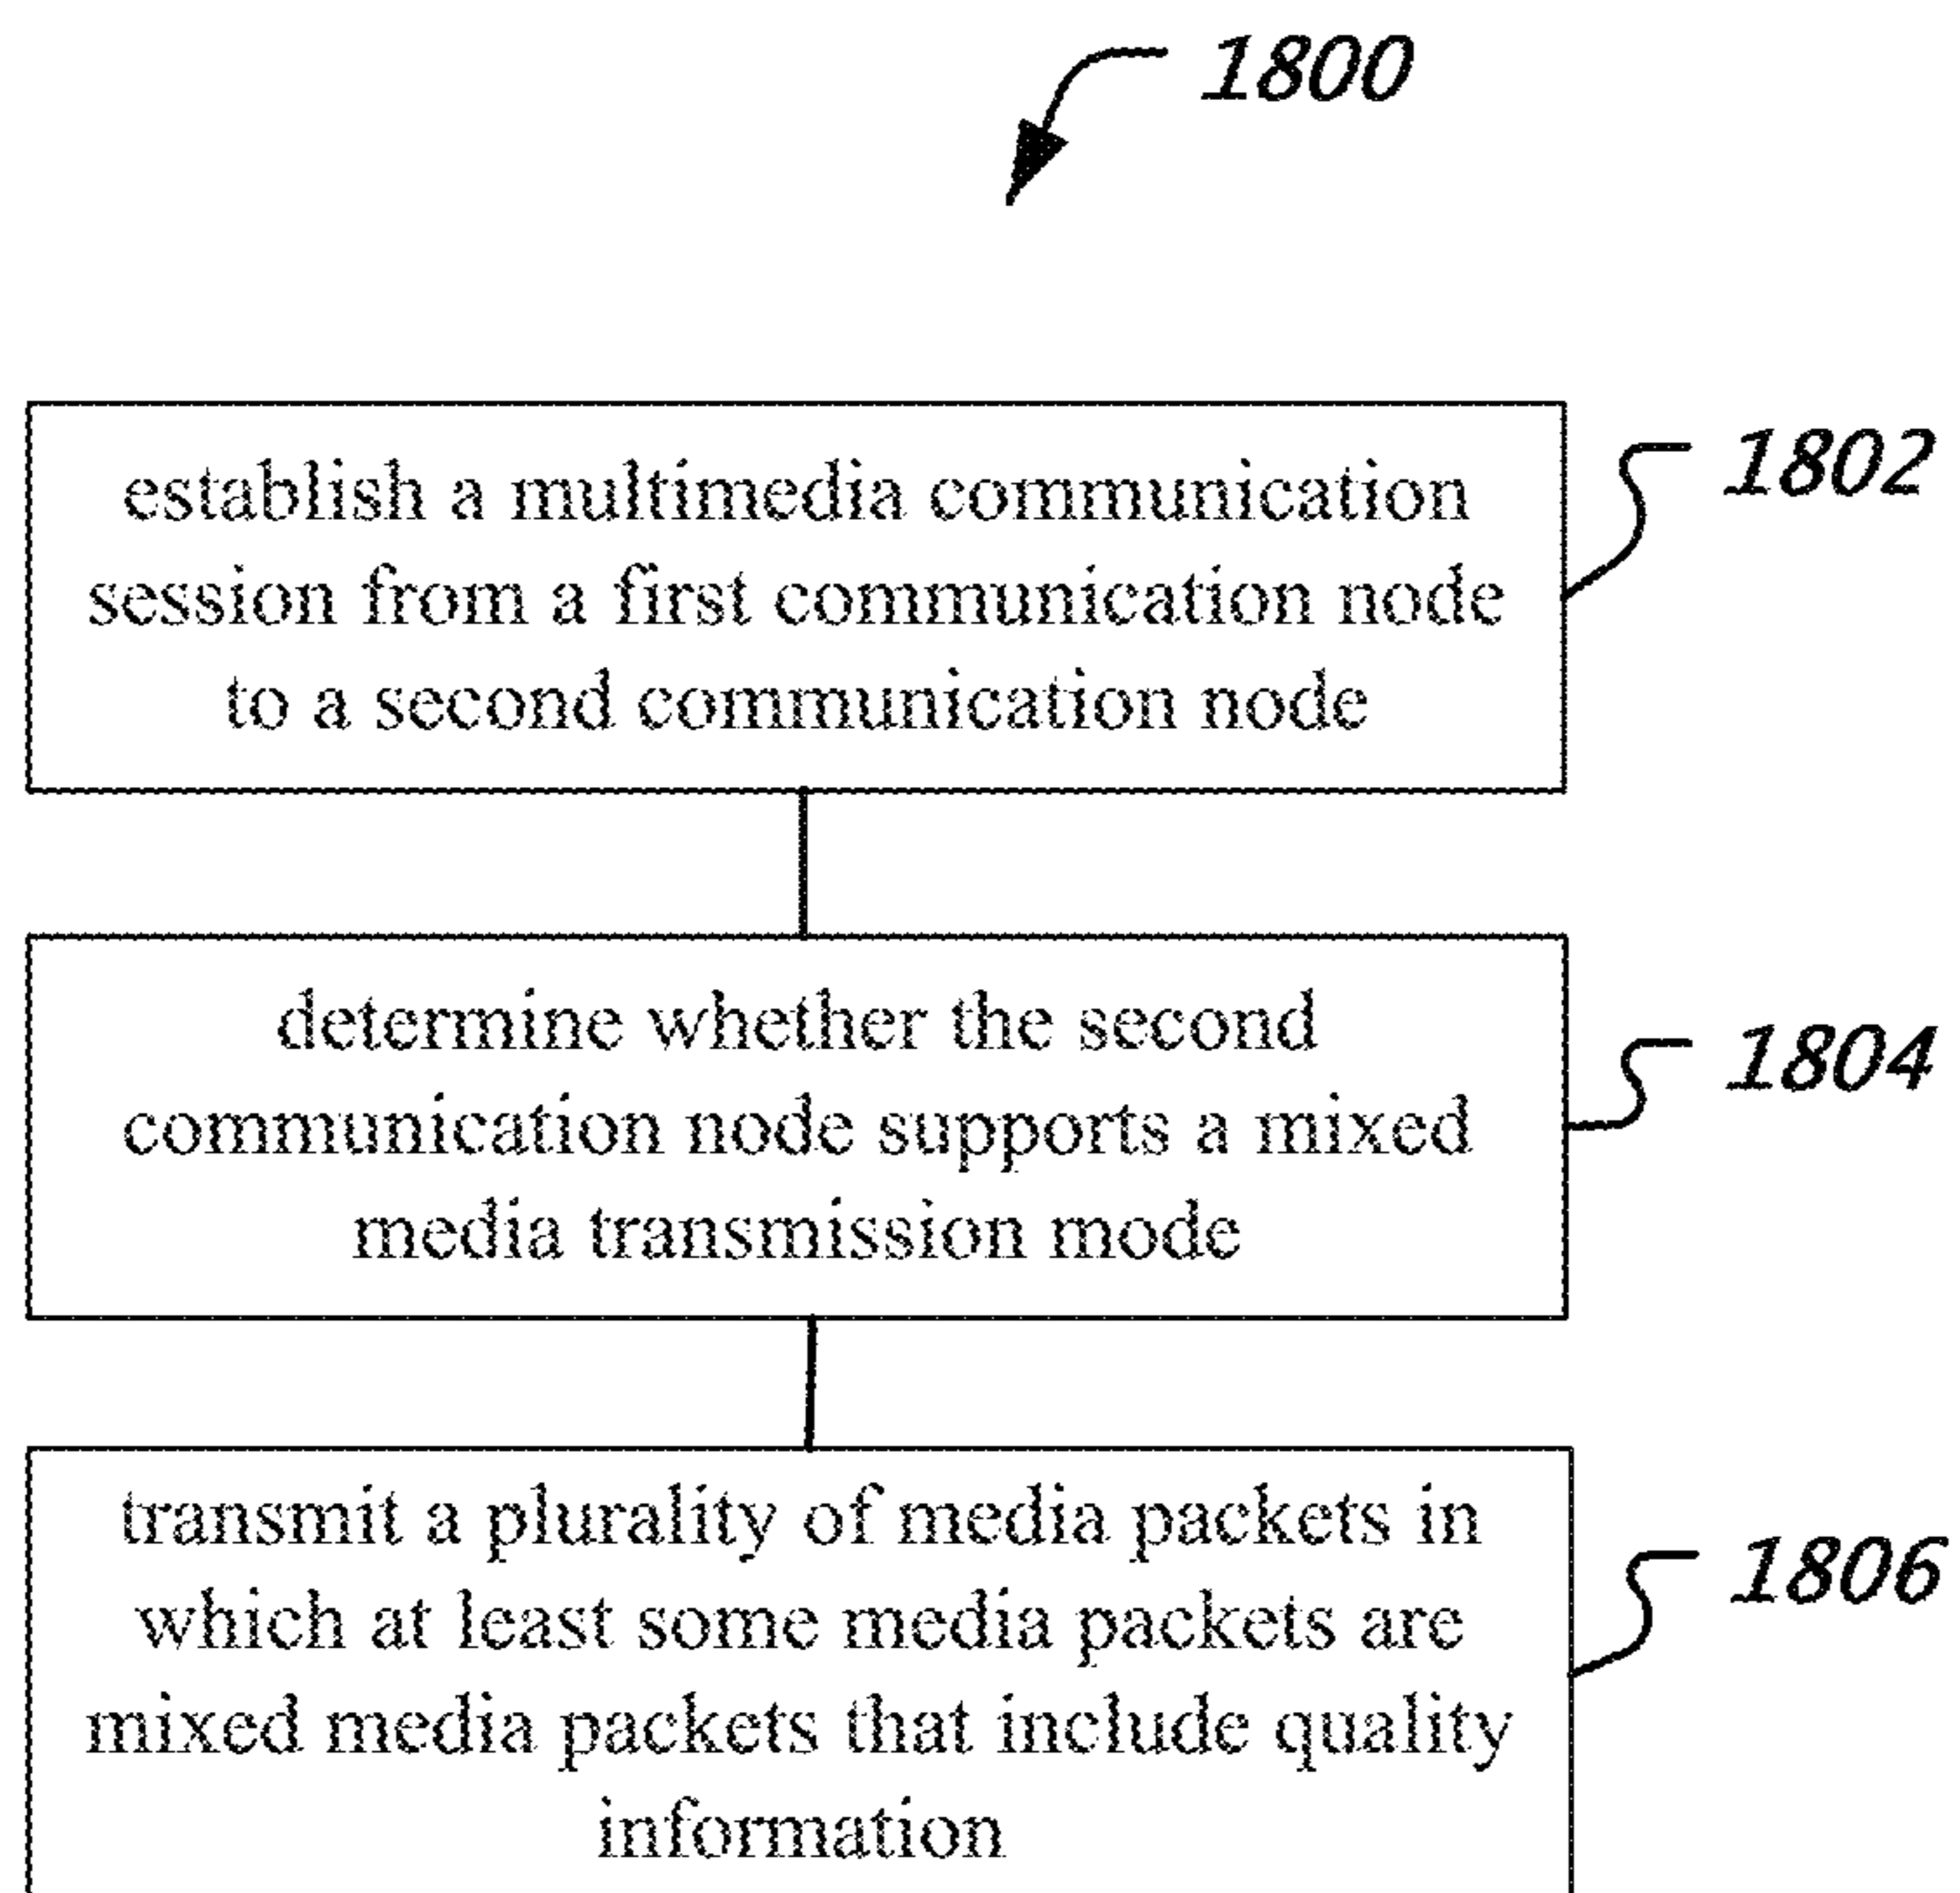 1800
establish a multimedia communication
session from a first communication node
to a second communication node
1802
determine whether the second
communication node supports a mixed
media transmission mode
1804
transmit a plurality of media packets in
which at least some media packets are
mixed media packets that include quality
information
1806